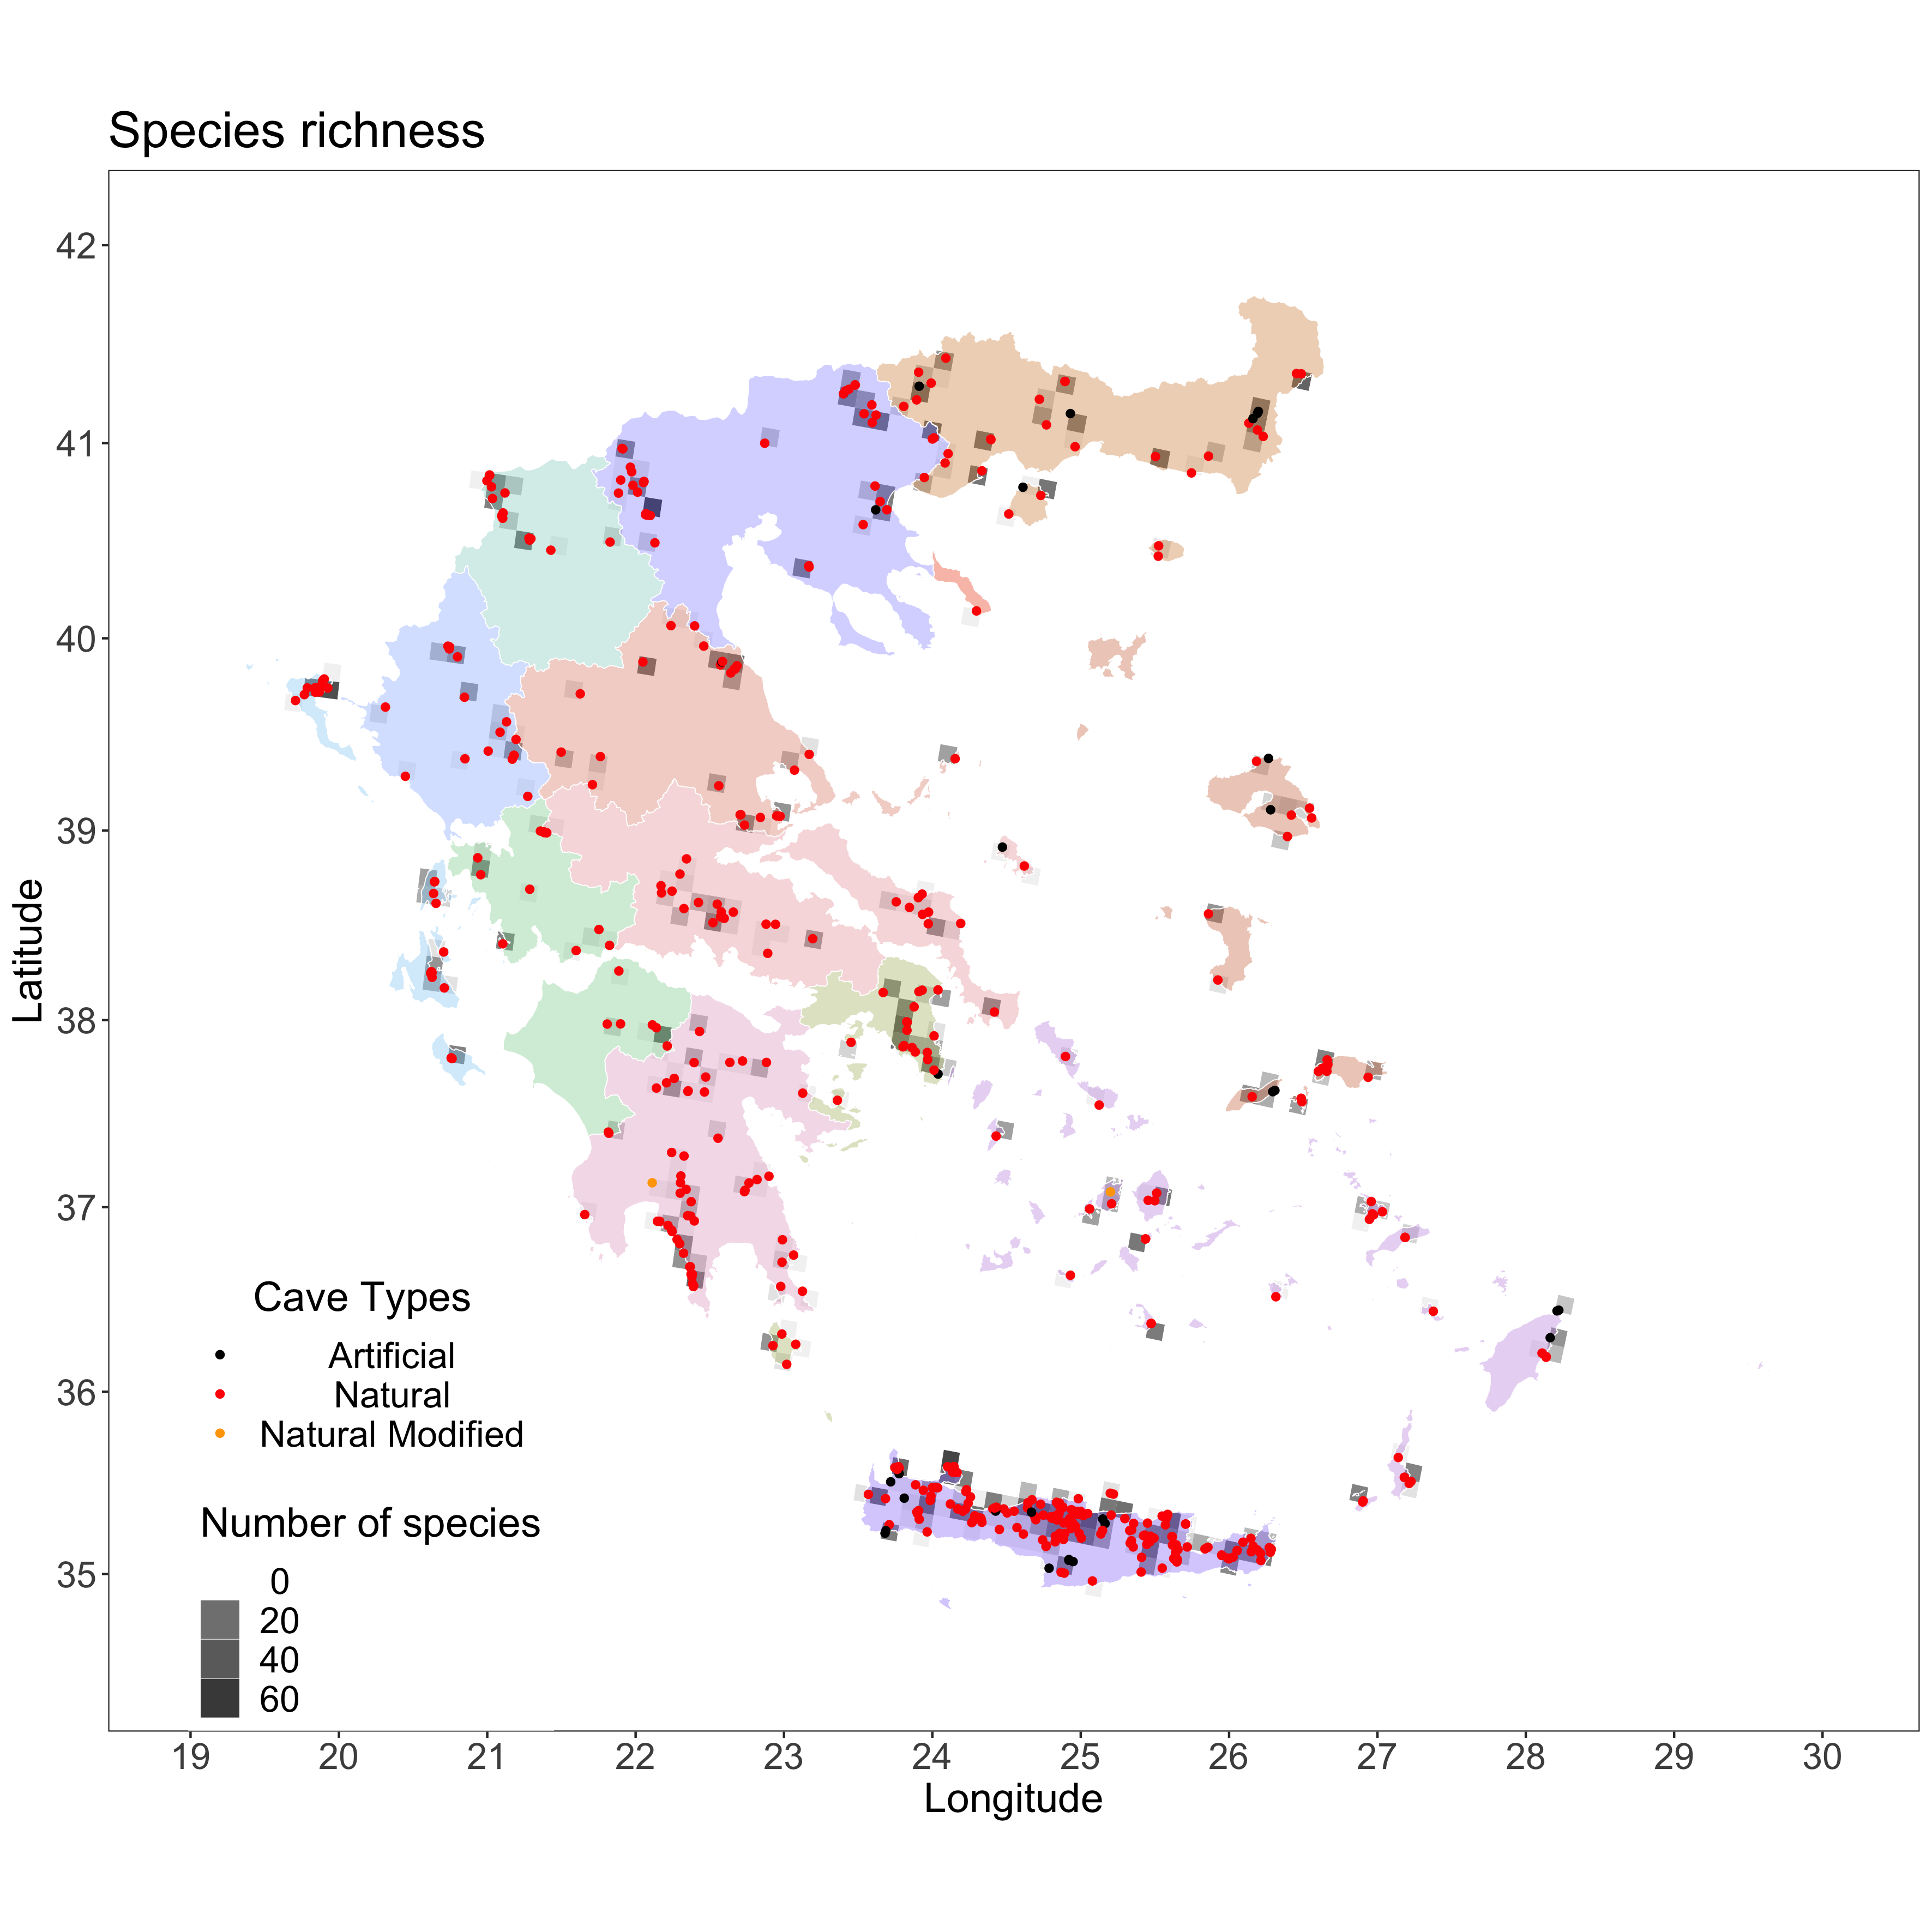 Species richness
42
41
40
39
38
37
36
35
Latitude
Cave Types
Artificial
Natural
Natural Modified
Number of species
0
20
40
60
19 20 21 22 23 24 25 26 27 28 29 30
Longitude